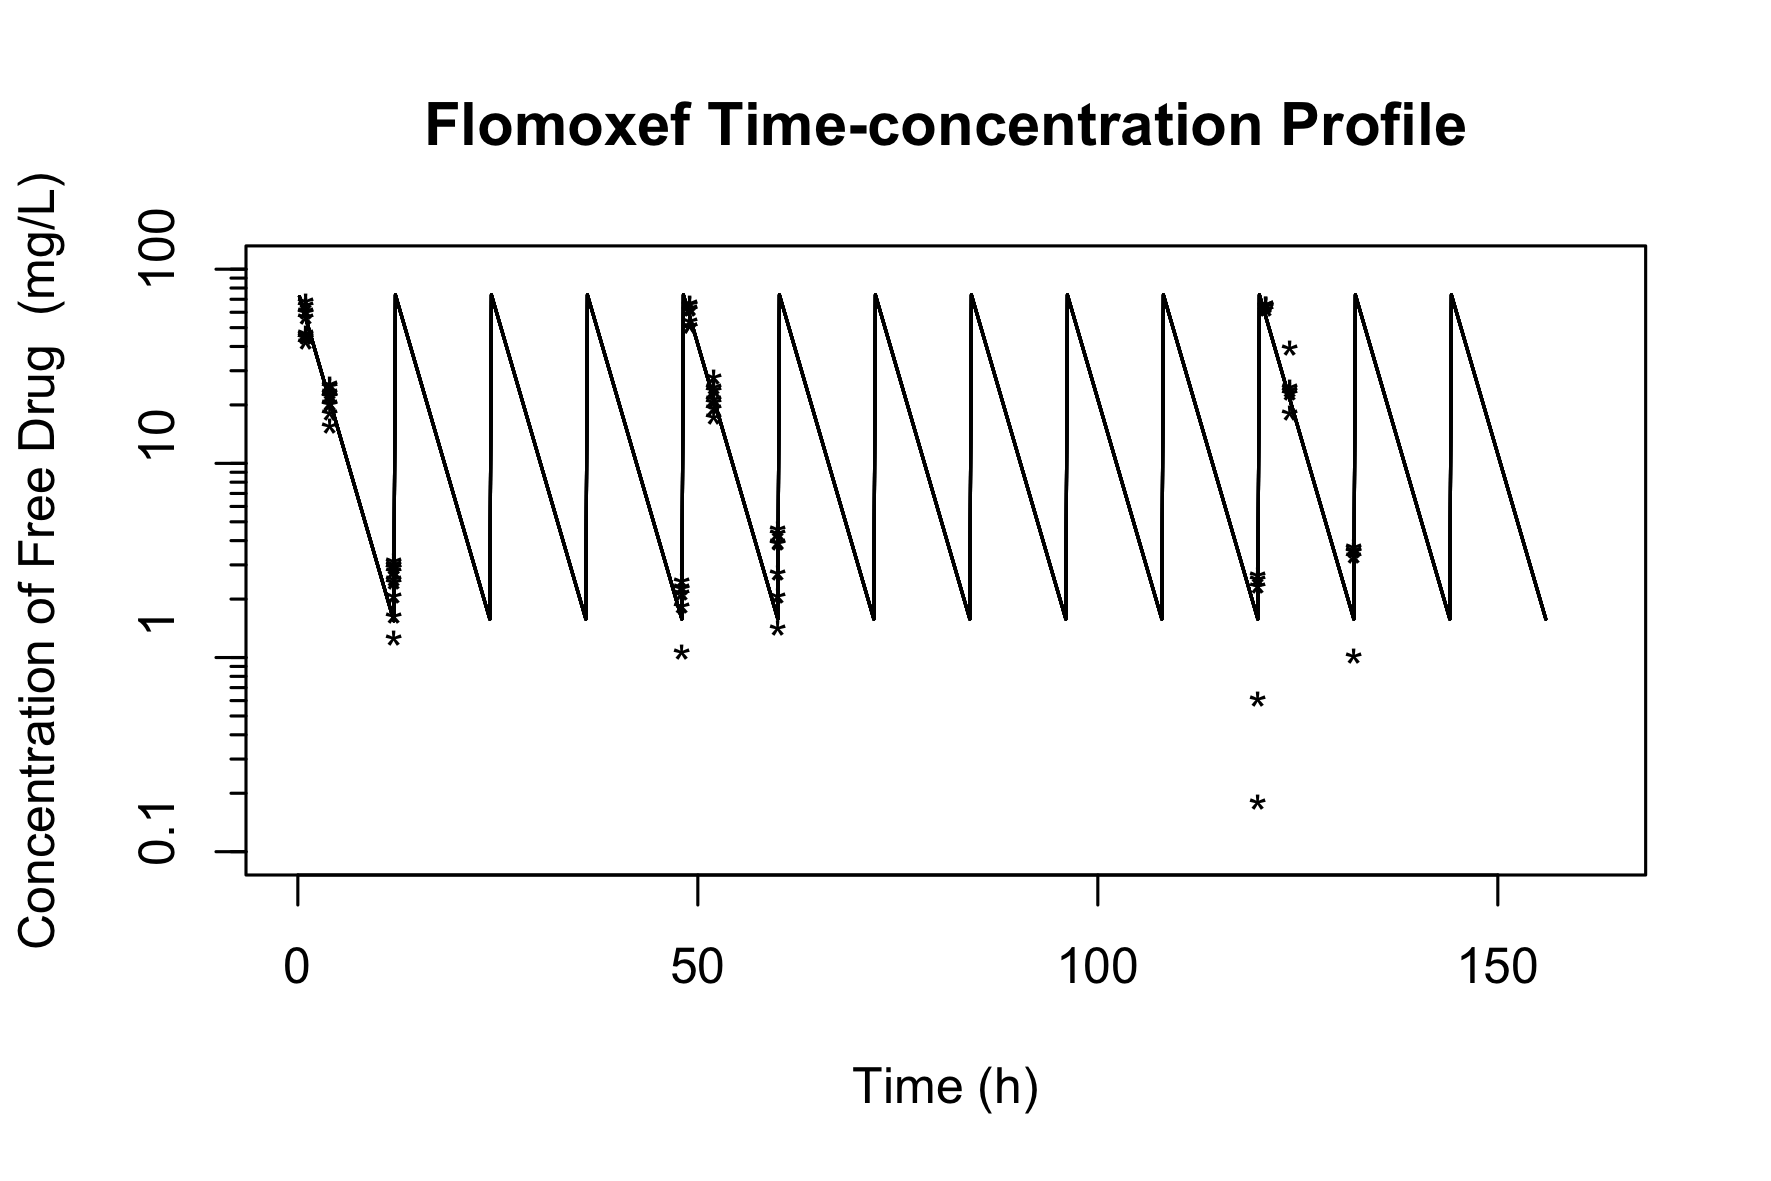 Flomoxef Time-concentration Profile
Concentration of Free Drug  (mg/L)
100
10
1
0.1
0 50 100 150
Time (h)